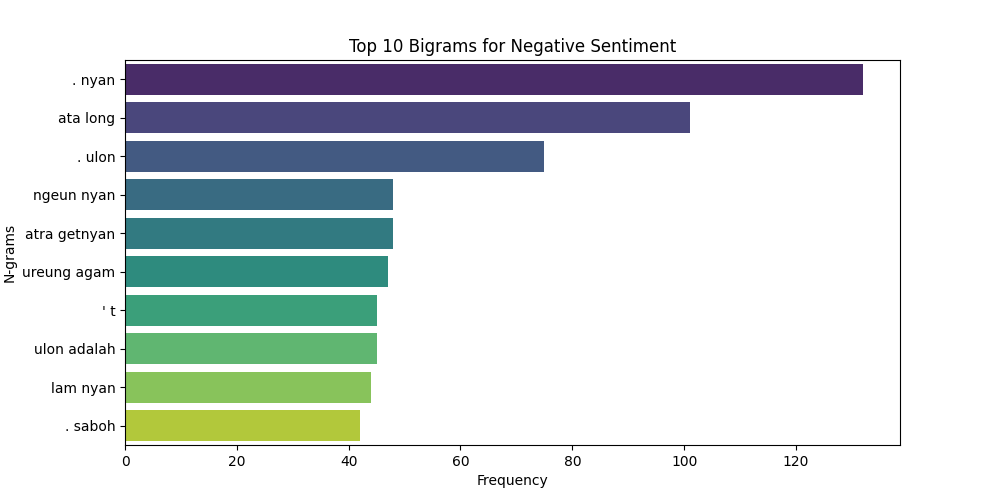 Top 10 Bigrams for Negative Sentiment
. nyan
ata long
. ulon
ngeun nyan
atra getnyan
ureung agam
' t
ulon adalah
lam nyan
. saboh
N-grams
0 20 40 60 80 100 120
Frequency